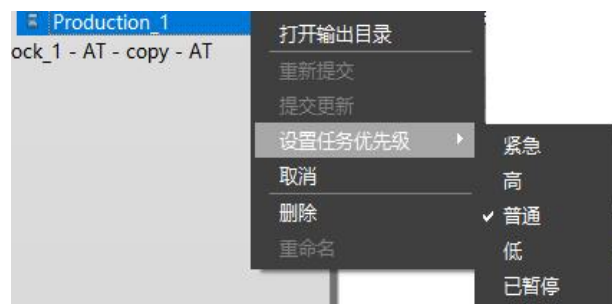 Production_1
ock_1 - AT - copy - AT
打开输出目录
重新提交
提交更新
设置任务优先级
取消
删除
重命名
紧急
高
普通
低
已暂停